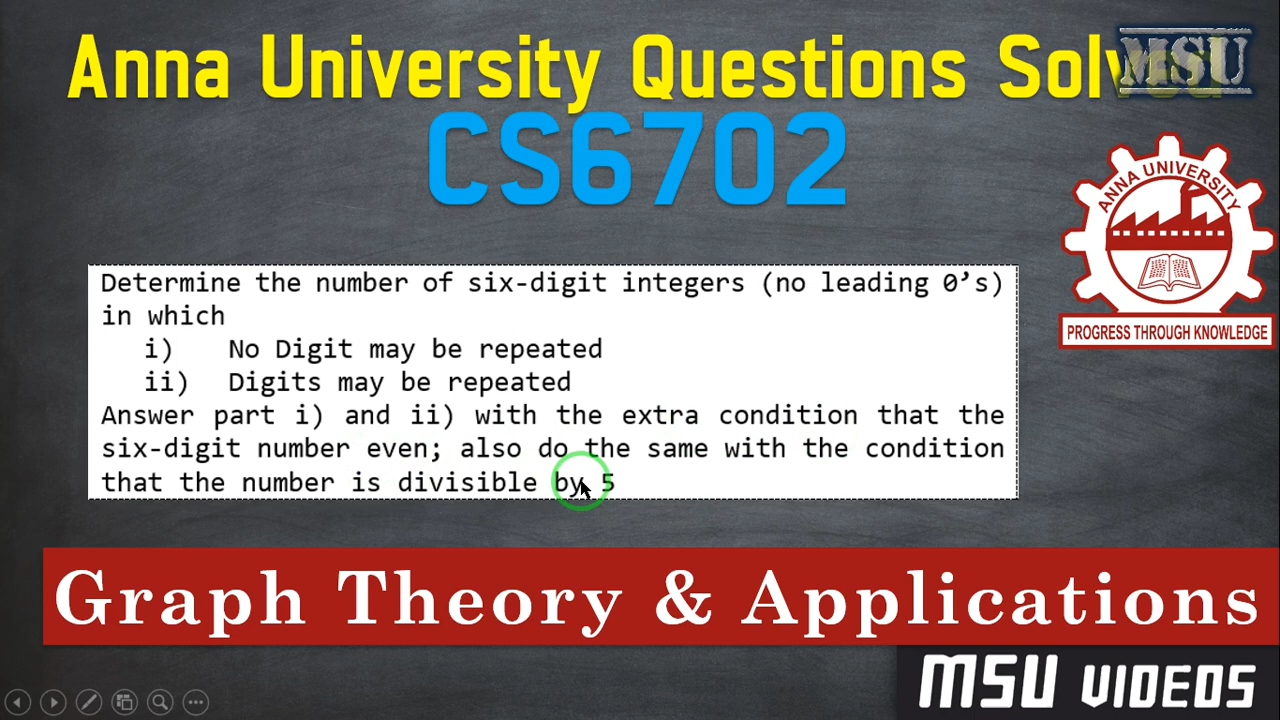 Anna University Questions Solved
MSU
CS6702
ANNA UNIVERSITY
PROGRESS THROUGH KNOWLEDGE
Determine the number of six-digit integers (no leading 0’s)
in which
i) No Digit may be repeated
ii) Digits may be repeated
Answer part i) and ii) with the extra condition that the
six-digit number even; also do the same with the condition
that the number is divisible by 5
Graph Theory & Applications
MSU VIDEOS